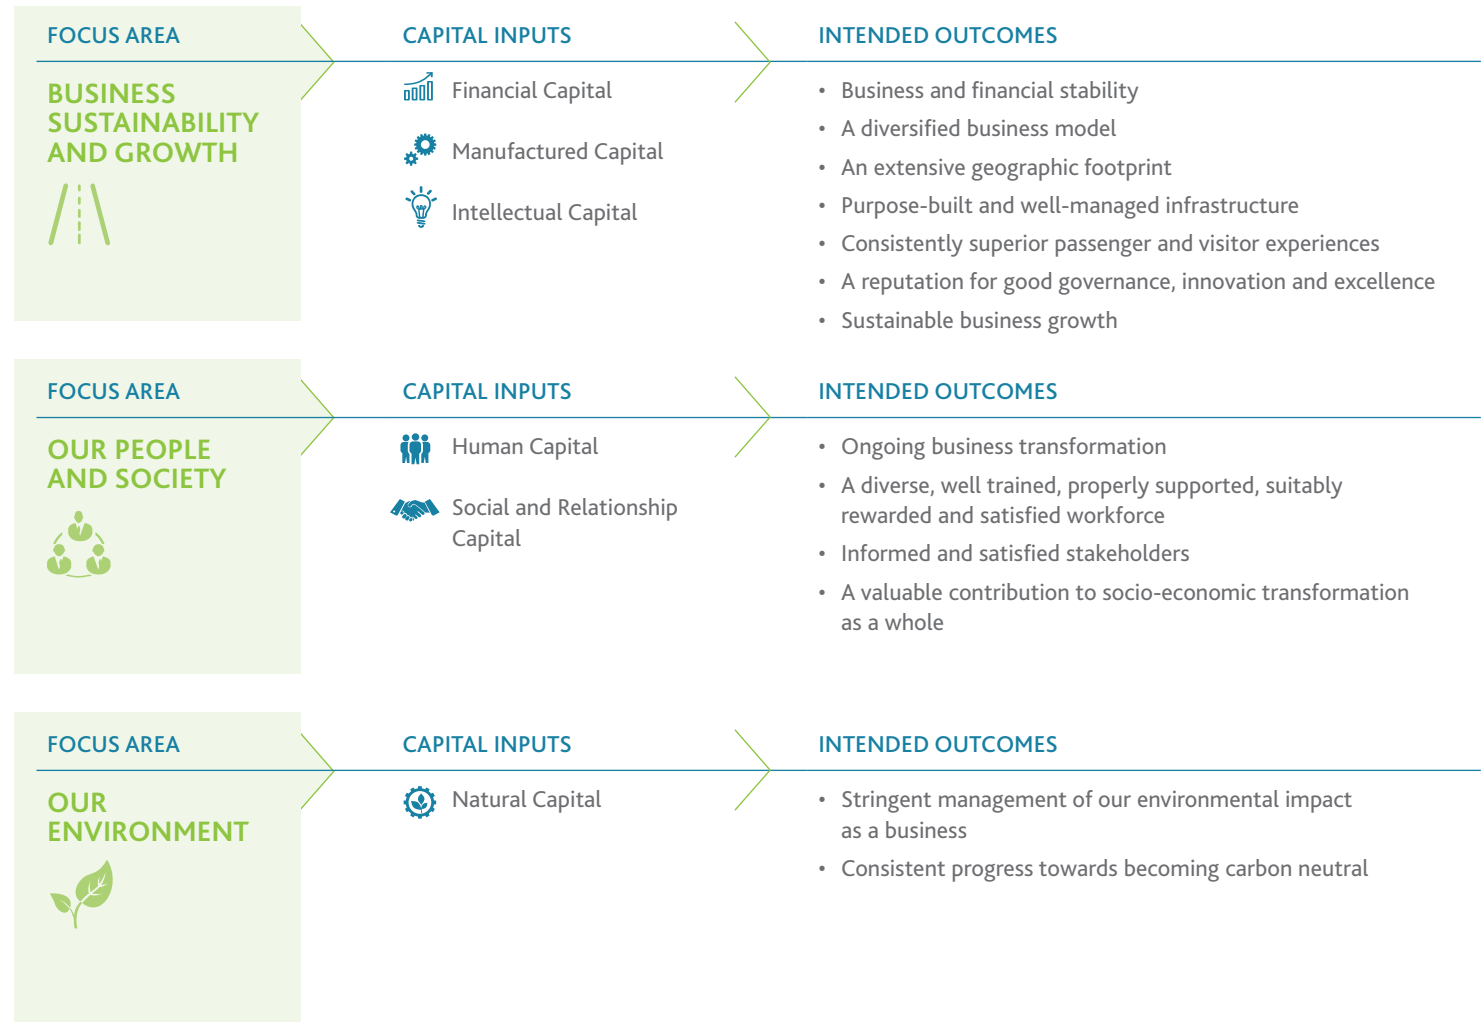 FOCUS AREA
BUSINESS
SUSTAINABILITY
AND GROWTH
CAPITAL INPUTS
Financial Capital
Manufactured Capital
Intellectual Capital
INTENDED OUTCOMES
• Business and financial stability
• A diversified business model
• An extensive geographic footprint
• Purpose-built and well-managed infrastructure
• Consistently superior passenger and visitor experiences
• A reputation for good governance, innovation and excellence
• Sustainable business growth
FOCUS AREA
OUR PEOPLE
AND SOCIETY
CAPITAL INPUTS
Human Capital
Social and Relationship
Capital
INTENDED OUTCOMES
• Ongoing business transformation
• A diverse, well trained, properly supported, suitably
rewarded and satisfied workforce
• Informed and satisfied stakeholders
• A valuable contribution to socio-economic transformation
as a whole
FOCUS AREA
OUR
ENVIRONMENT
CAPITAL INPUTS
Natural Capital
INTENDED OUTCOMES
• Stringent management of our environmental impact
as a business
• Consistent progress towards becoming carbon neutral